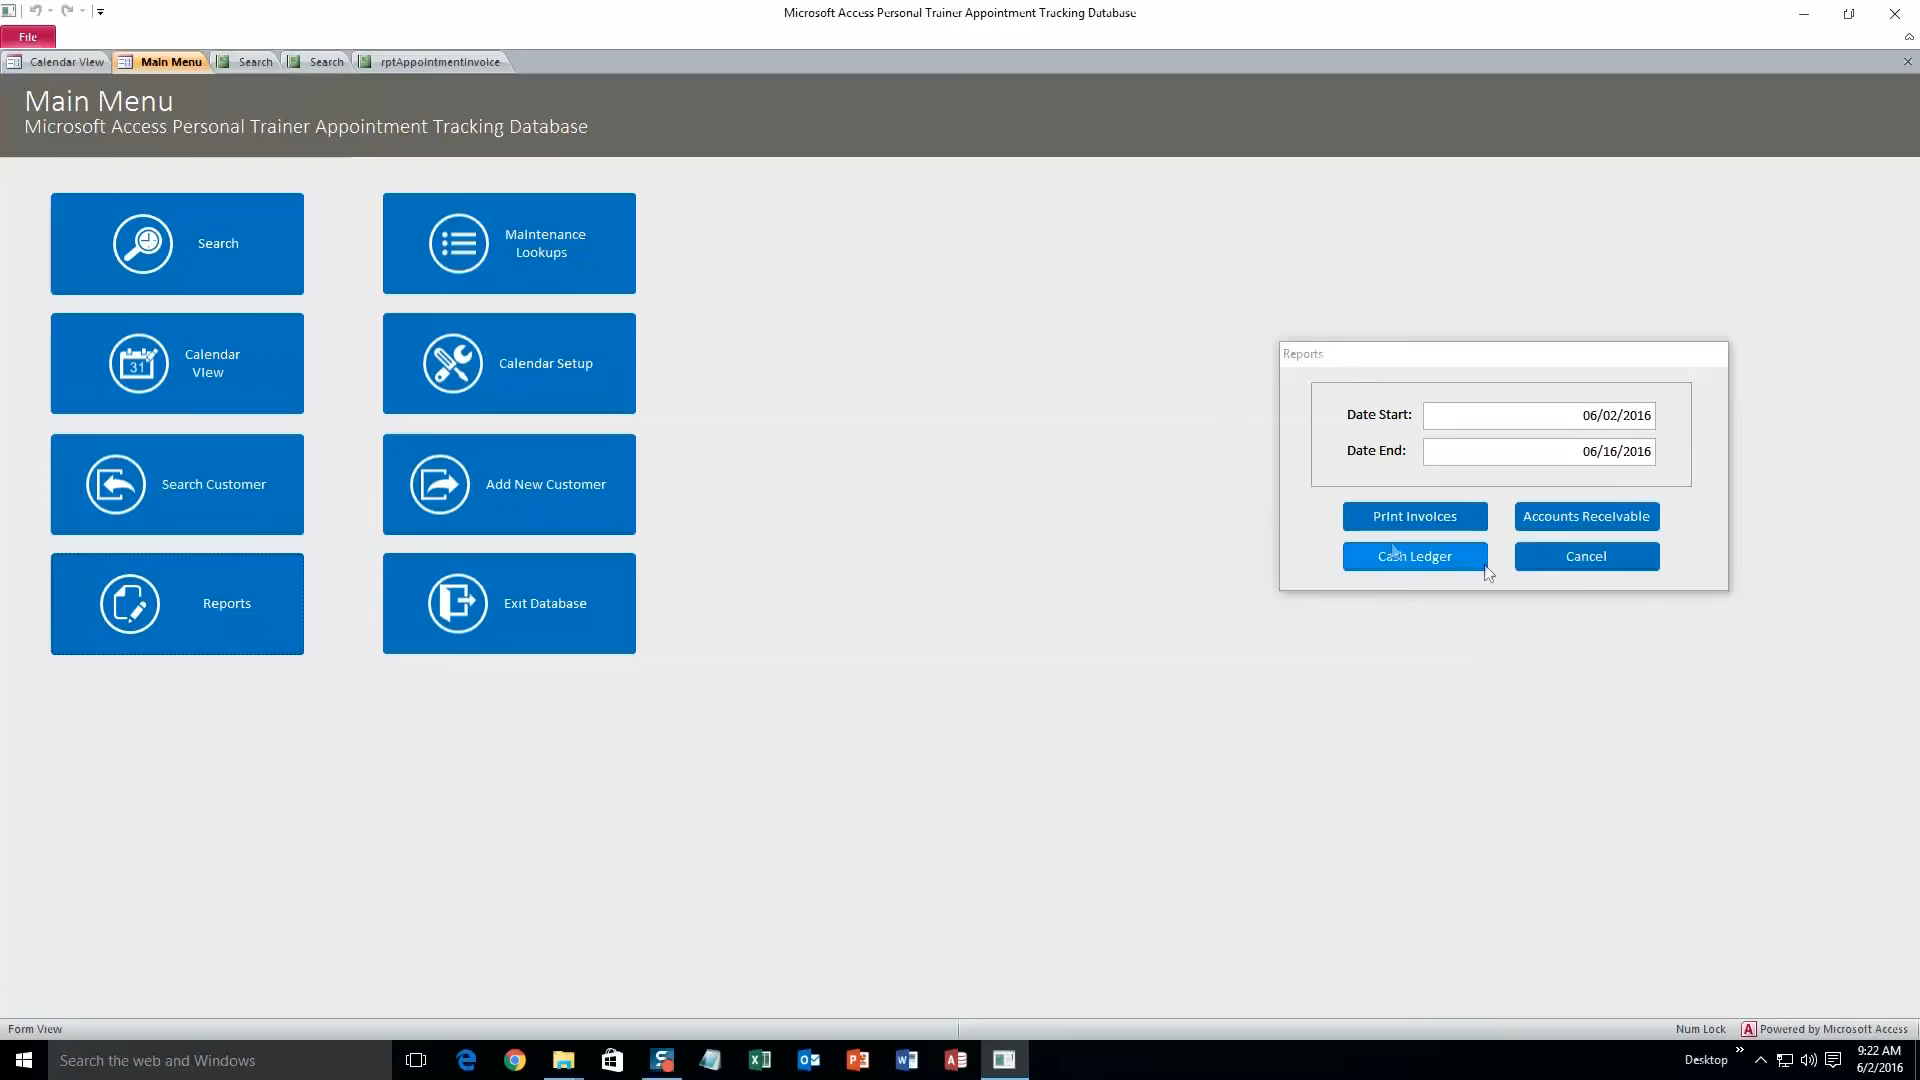 Microsoft Access Personal Trainer Appointment Tracking Database
File
Calendar View
Main Menu
Search
Search
rptAppointmentInvoice
Main Menu
Microsoft Access Personal Trainer Appointment Tracking Database
Search
Maintenance
Lookups
Calendar
View
31
Calendar Setup
Search Customer
Add New Customer
Reports
Exit Database
Reports
Date Start:
06/02/2016
Date End:
06/16/2016
Print Invoices
Accounts Receivable
Cash Ledger
Cancel
Form View
Num Lock
A
Powered by Microsoft Access
Search the web and Windows
Desktop
9:22 AM
6/2/2016